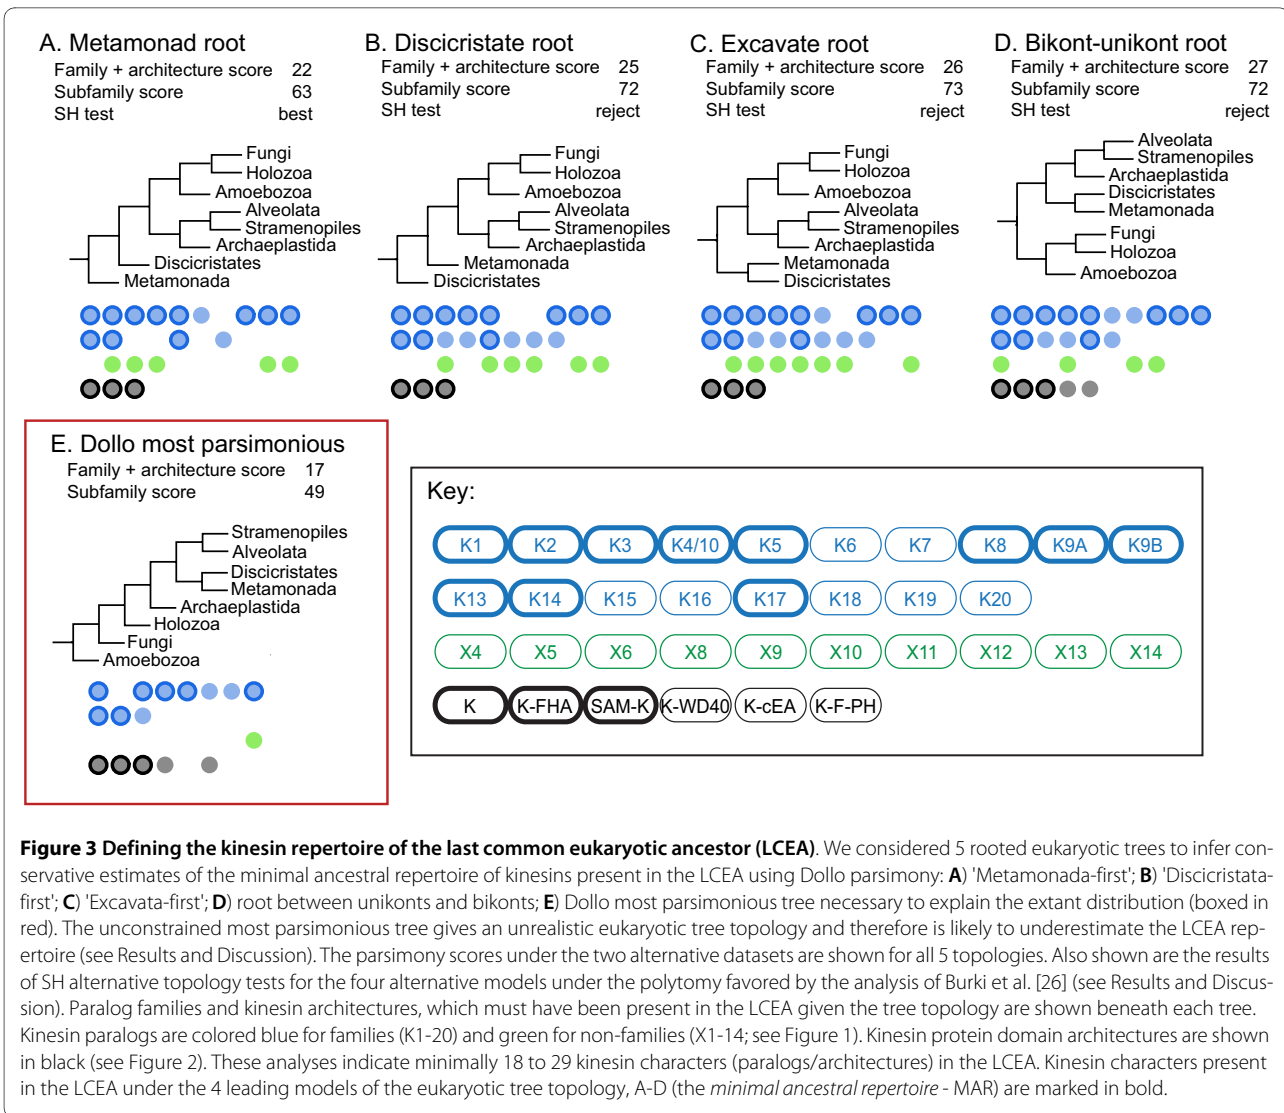 A. Metamonad root
Family + architecture score 22
Subfamily score 63
SH test best
Fungi
Holozoa
Amoebozoa
Alveolata
Stramenopiles
Archaeplastida
Discicristates
Metamonada
B. Discicristate root
Family + architecture score 25
Subfamily score 72
SH test reject
Fungi
Holozoa
Amoebozoa
Alveolata
Stramenopiles
Archaeplastida
Metamonada
Discicristates
C. Excavate root
Family + architecture score 26
Subfamily score 73
SH test reject
Fungi
Holozoa
Amoebozoa
Alveolata
Stramenopiles
Archaeplastida
Metamonada
Discicristates
D. Bikont-unikont root
Family + architecture score 27
Subfamily score 72
SH test reject
Alveolata
Stramenopiles
Archaeplastida
Discicristates
Metamonada
Fungi
Holozoa
Amoebozoa
E. Dollo most parsimonious
Family + architecture score 17
Subfamily score 49
Stramenopiles
Alveolata
Discicristates
Metamonada
Archaeplastida
Holozoa
Fungi
Amoebozoa
Key:
K1 K2 K3 K4/10 K5 K6 K7 K8 K9A K9B
K13 K14 K15 K16 K17 K18 K19 K20
X4 X5 X6 X8 X9 X10 X11 X12 X13 X14
K K-FHA SAM-K K-WD40 K-cEA K-F-PH
Figure 3 Defining the kinesin repertoire of the last common eukaryotic ancestor (LCEA). We considered 5 rooted eukaryotic trees to infer con-
servative estimates of the minimal ancestral repertoire of kinesins present in the LCEA using Dollo parsimony: A) 'Metamonada-first'; B) 'Discicristata-
first'; C) 'Excavata-first'; D) root between unikonts and bikonts; E) Dollo most parsimonious tree necessary to explain the extant distribution (boxed in
red). The unconstrained most parsimonious tree gives an unrealistic eukaryotic tree topology and therefore is likely to underestimate the LCEA rep-
ertoire (see Results and Discussion). The parsimony scores under the two alternative datasets are shown for all 5 topologies. Also shown are the results
of SH alternative topology tests for the four alternative models under the polytomy favored by the analysis of Burki et al. [26] (see Results and Discus-
sion). Paralog families and kinesin architectures, which must have been present in the LCEA given the tree topology are shown beneath each tree.
Kinesin paralogs are colored blue for families (K1-20) and green for non-families (X1-14; see Figure 1). Kinesin protein domain architectures are shown
in black (see Figure 2). These analyses indicate minimally 18 to 29 kinesin characters (paralogs/architectures) in the LCEA. Kinesin characters present
in the LCEA under the 4 leading models of the eukaryotic tree topology, A-D (the minimal ancestral repertoire - MAR) are marked in bold.